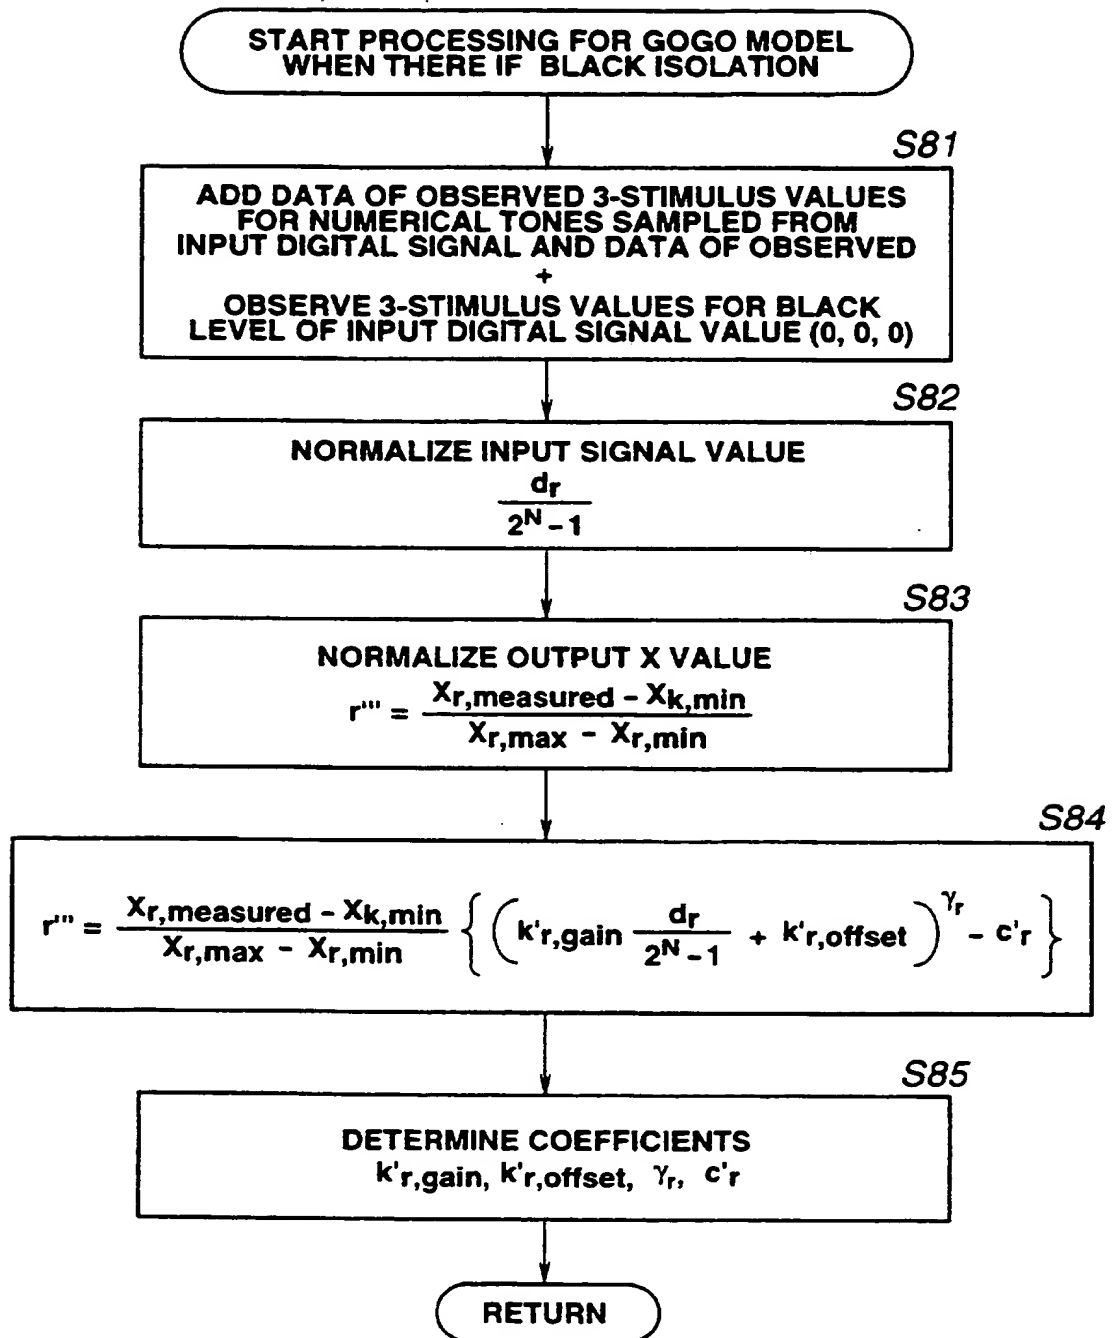 START PROCESSING FOR GOGO MODEL
WHEN THERE IF BLACK ISOLATION
S81
ADD DATA OF OBSERVED 3-STIMULUS VALUES
FOR NUMERICAL TONES SAMPLED FROM
INPUT DIGITAL SIGNAL AND DATA OF OBSERVED
+
OBSERVE 3-STIMULUS VALUES FOR BLACK
LEVEL OF INPUT DIGITAL SIGNAL VALUE (0, 0, 0)
S82
NORMALIZE INPUT SIGNAL VALUE
dr
2^N - 1
S83
NORMALIZE OUTPUT X VALUE
r''' = (Xr,measured - Xk,min) / (Xr,max - Xr,min)
S84
r''' = (Xr,measured - Xk,min) / (Xr,max - Xr,min) { ( k'r,gain dr / (2^N - 1) + k'r,offset )^γr - c'r }
S85
DETERMINE COEFFICIENTS
k'r,gain, k'r,offset, γr, c'r
RETURN